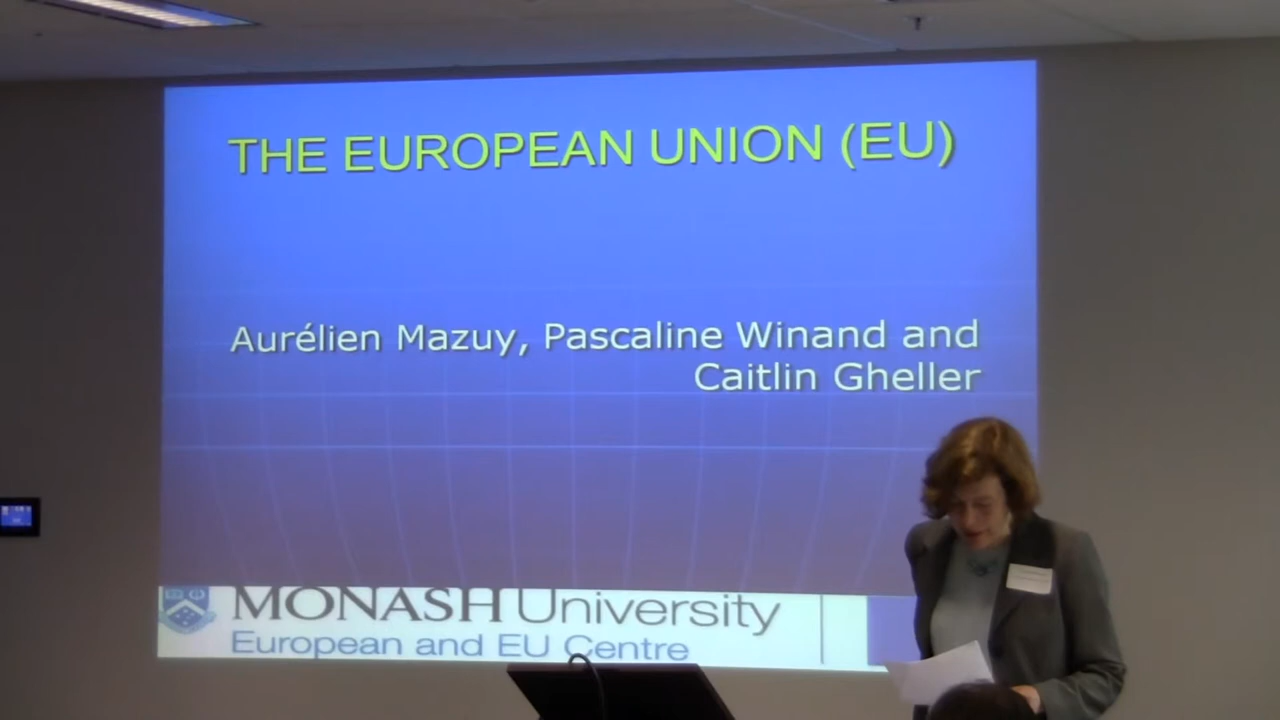 THE EUROPEAN UNION (EU)
Aurélien Mazuy, Pascaline Winand and
Caitlin Gheller
MONASH University
European and EU Centre